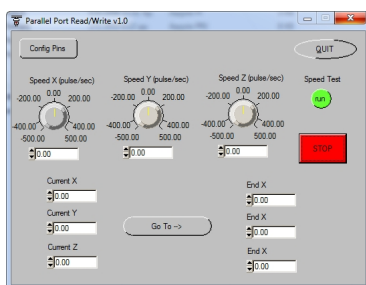 Parallel Port Read/Write v1.0
Config Pins
QUIT
Speed X (pulse/sec)
Speed Y (pulse/sec)
Speed Z (pulse/sec)
Speed Test
0.00
-200.00 200.00
-400.00 400.00
-500.00 500.00
0.00
0.00
-200.00 200.00
-400.00 400.00
-500.00 500.00
0.00
0.00
-200.00 200.00
-400.00 400.00
-500.00 500.00
0.00
run
STOP
Current X
0.00
Current Y
0.00
Current Z
0.00
Go To -->
End X
0.00
End X
0.00
End X
0.00